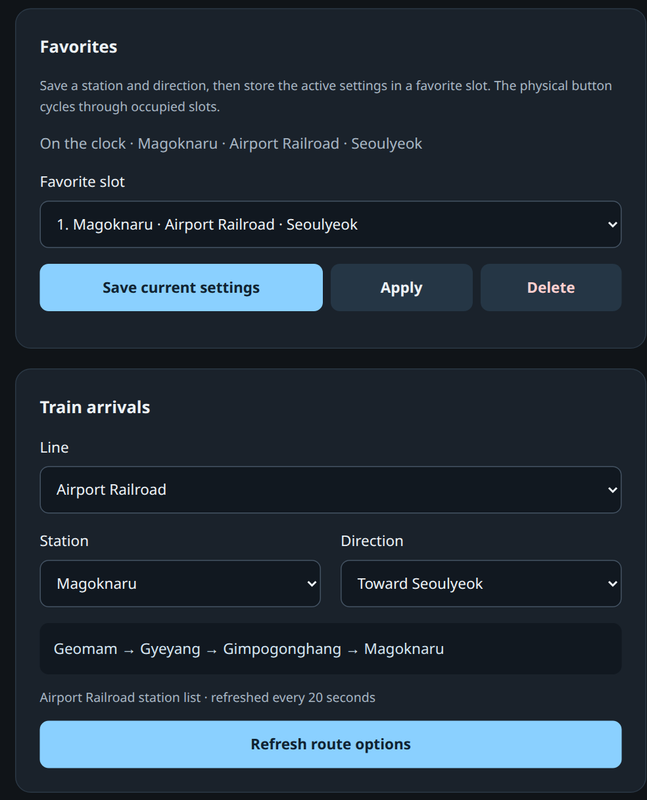 Favorites
Save a station and direction, then store the active settings in a favorite slot. The physical button
cycles through occupied slots.
On the clock · Magoknaru · Airport Railroad · Seoulyeok
Favorite slot
1. Magoknaru · Airport Railroad · Seoulyeok
Save current settings Apply Delete
Train arrivals
Line
Airport Railroad
Station Direction
Magoknaru Toward Seoulyeok
Geomam → Gyeyang → Gimpogonghang → Magoknaru
Airport Railroad station list · refreshed every 20 seconds
Refresh route options